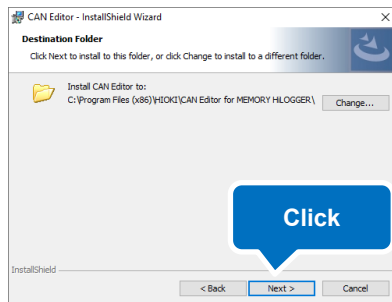 CAN Editor - InstallShield Wizard
Destination Folder
Click Next to install to this folder, or click Change to install to a different folder.
Install CAN Editor to:
C:\Program Files (x86)\HIOKI\CAN Editor for MEMORY HiLOGGER\
Change...
Click
InstallShield
< Back
Next >
Cancel